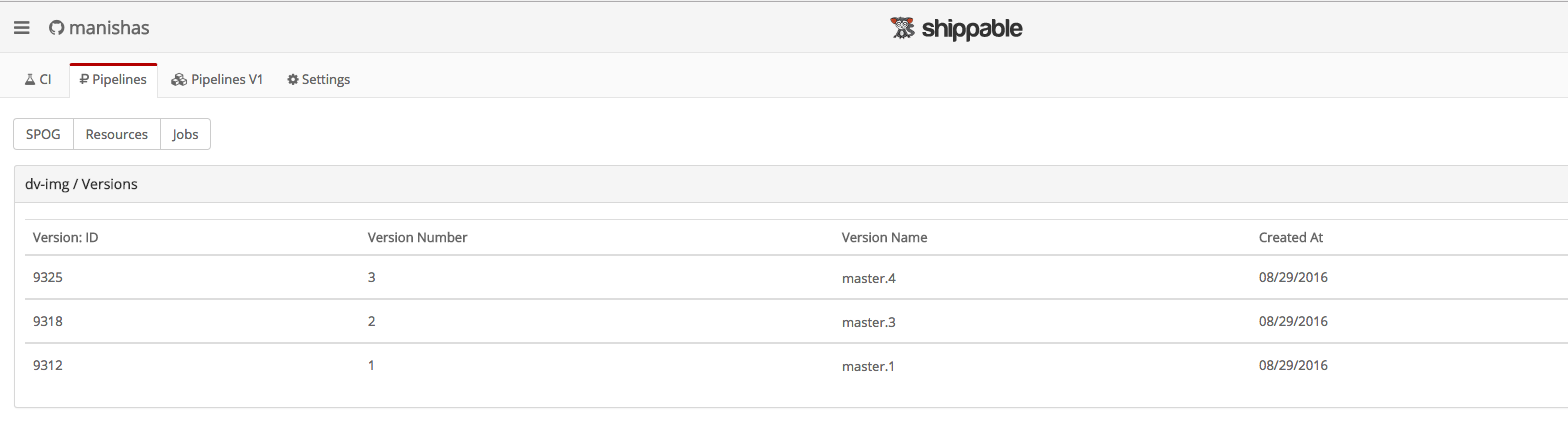 manishas
shippable
CI Pipelines Pipelines V1 Settings
SPOG Resources Jobs
dv-img / Versions
Version: ID Version Number Version Name Created At
9325 3 master.4 08/29/2016
9318 2 master.3 08/29/2016
9312 1 master.1 08/29/2016